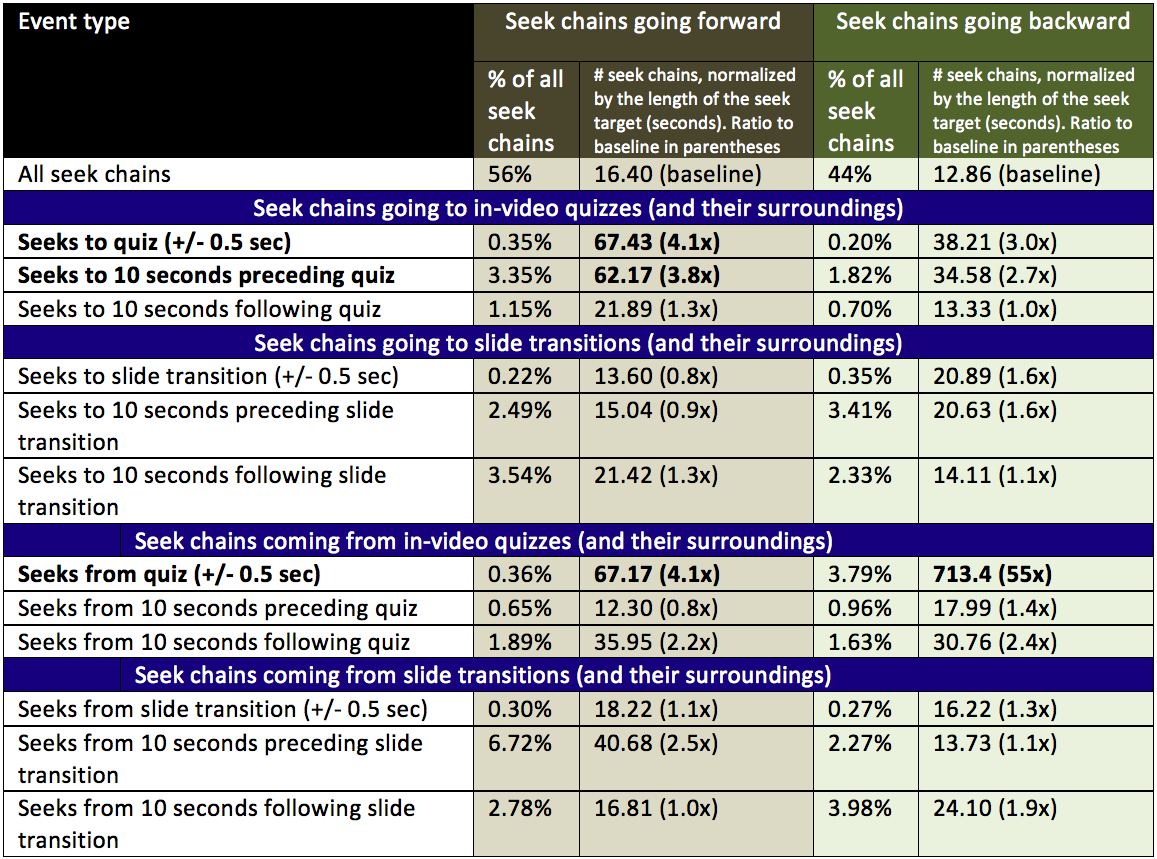 Event type
Seek chains going forward
Seek chains going backward
% of all
seek
chains
# seek chains, normalized
by the length of the seek
target (seconds). Ratio to
baseline in parentheses
% of all
seek
chains
# seek chains, normalized
by the length of the seek
target (seconds). Ratio to
baseline in parentheses
All seek chains 56% 16.40 (baseline) 44% 12.86 (baseline)
Seek chains going to in-video quizzes (and their surroundings)
Seeks to quiz (+/- 0.5 sec) 0.35% 67.43 (4.1x) 0.20% 38.21 (3.0x)
Seeks to 10 seconds preceding quiz 3.35% 62.17 (3.8x) 1.82% 34.58 (2.7x)
Seeks to 10 seconds following quiz 1.15% 21.89 (1.3x) 0.70% 13.33 (1.0x)
Seek chains going to slide transitions (and their surroundings)
Seeks to slide transition (+/- 0.5 sec) 0.22% 13.60 (0.8x) 0.35% 20.89 (1.6x)
Seeks to 10 seconds preceding slide 2.49% 15.04 (0.9x) 3.41% 20.63 (1.6x)
transition
Seeks to 10 seconds following slide 3.54% 21.42 (1.3x) 2.33% 14.11 (1.1x)
transition
Seek chains coming from in-video quizzes (and their surroundings)
Seeks from quiz (+/- 0.5 sec) 0.36% 67.17 (4.1x) 3.79% 713.4 (55x)
Seeks from 10 seconds preceding quiz 0.65% 12.30 (0.8x) 0.96% 17.99 (1.4x)
Seeks from 10 seconds following quiz 1.89% 35.95 (2.2x) 1.63% 30.76 (2.4x)
Seek chains coming from slide transitions (and their surroundings)
Seeks from slide transition (+/- 0.5 sec) 0.30% 18.22 (1.1x) 0.27% 16.22 (1.3x)
Seeks from 10 seconds preceding slide 6.72% 40.68 (2.5x) 2.27% 13.73 (1.1x)
transition
Seeks from 10 seconds following slide 2.78% 16.81 (1.0x) 3.98% 24.10 (1.9x)
transition